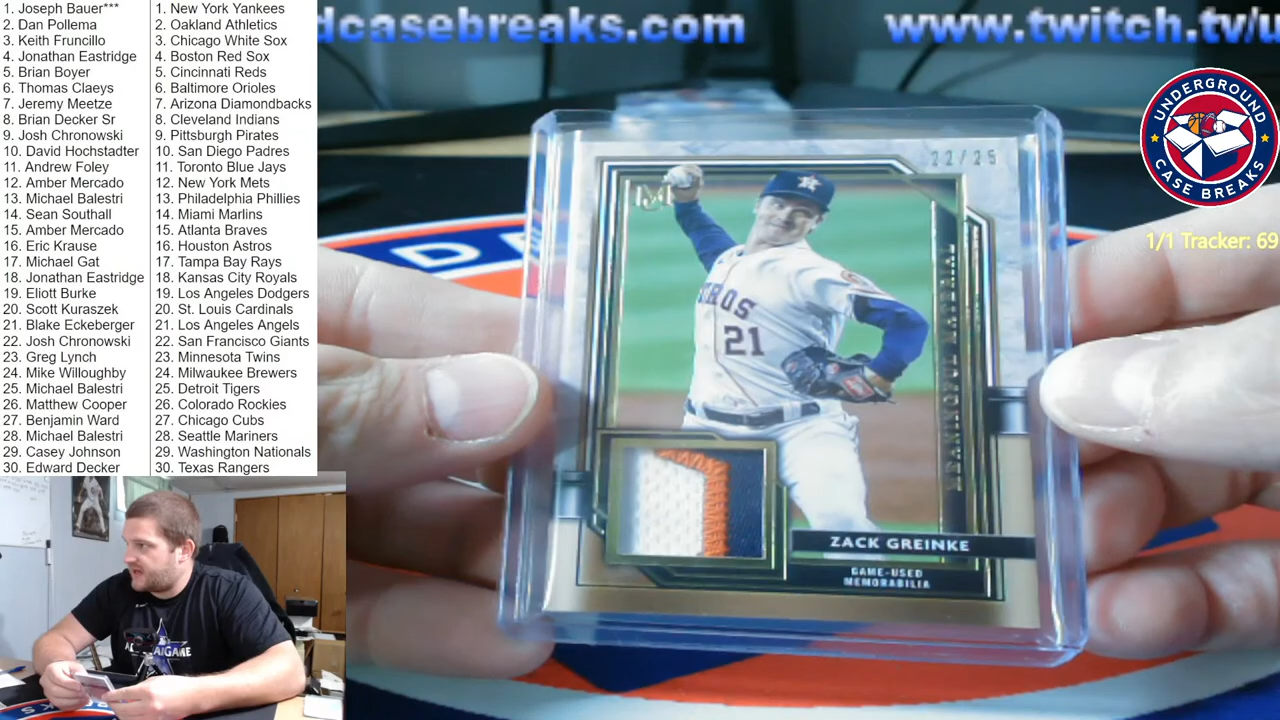 1. Joseph Bauer***
2. Dan Pollema
3. Keith Fruncillo
4. Jonathan Eastridge
5. Brian Boyer
6. Thomas Claeys
7. Jeremy Meetze
8. Brian Decker Sr
9. Josh Chronowski
10. David Hochstadter
11. Andrew Foley
12. Amber Mercado
13. Michael Balestri
14. Sean Southall
15. Amber Mercado
16. Eric Krause
17. Michael Gat
18. Jonathan Eastridge
19. Eliott Burke
20. Scott Kuraszek
21. Blake Eckeberger
22. Josh Chronowski
23. Greg Lynch
24. Mike Willoughby
25. Michael Balestri
26. Matthew Cooper
27. Benjamin Ward
28. Michael Balestri
29. Casey Johnson
30. Edward Decker
1. New York Yankees
2. Oakland Athletics
3. Chicago White Sox
4. Boston Red Sox
5. Cincinnati Reds
6. Baltimore Orioles
7. Arizona Diamondbacks
8. Cleveland Indians
9. Pittsburgh Pirates
10. San Diego Padres
11. Toronto Blue Jays
12. New York Mets
13. Philadelphia Phillies
14. Miami Marlins
15. Atlanta Braves
16. Houston Astros
17. Tampa Bay Rays
18. Kansas City Royals
19. Los Angeles Dodgers
20. St. Louis Cardinals
21. Los Angeles Angels
22. San Francisco Giants
23. Minnesota Twins
24. Milwaukee Brewers
25. Detroit Tigers
26. Colorado Rockies
27. Chicago Cubs
28. Seattle Mariners
29. Washington Nationals
30. Texas Rangers
dcasebreaks.com
www.twitch.tv/u
UNDERGROUND
CASE BREAKS
1/1 Tracker: 69
22/25
M
TROS
21
MEANINGFUL MATERIAL
ZACK GREINKE
GAME-USED
MEMORABILIA